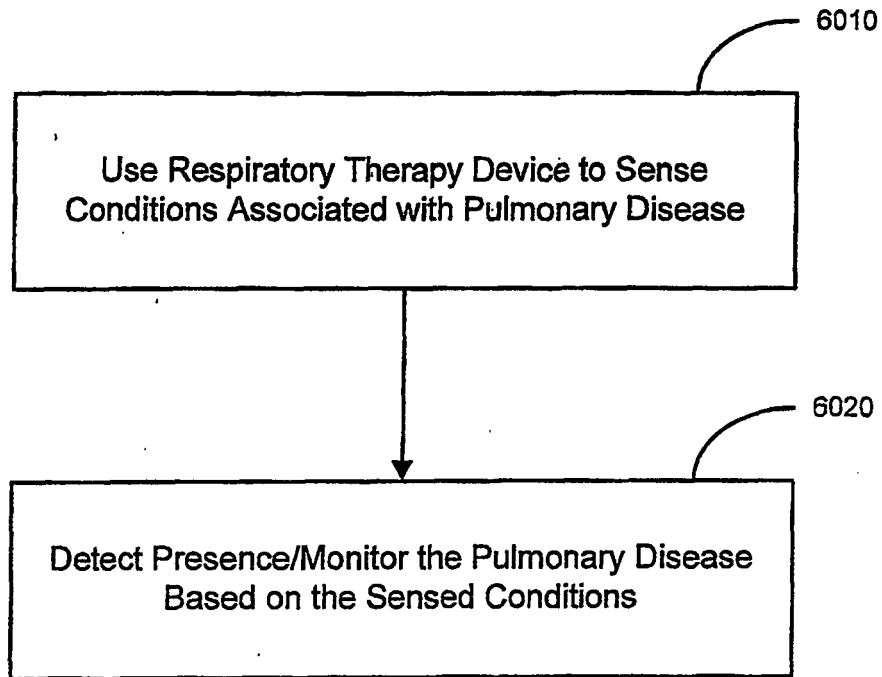 6010
Use Respiratory Therapy Device to Sense
Conditions Associated with Pulmonary Disease
6020
Detect Presence/Monitor the Pulmonary Disease
Based on the Sensed Conditions